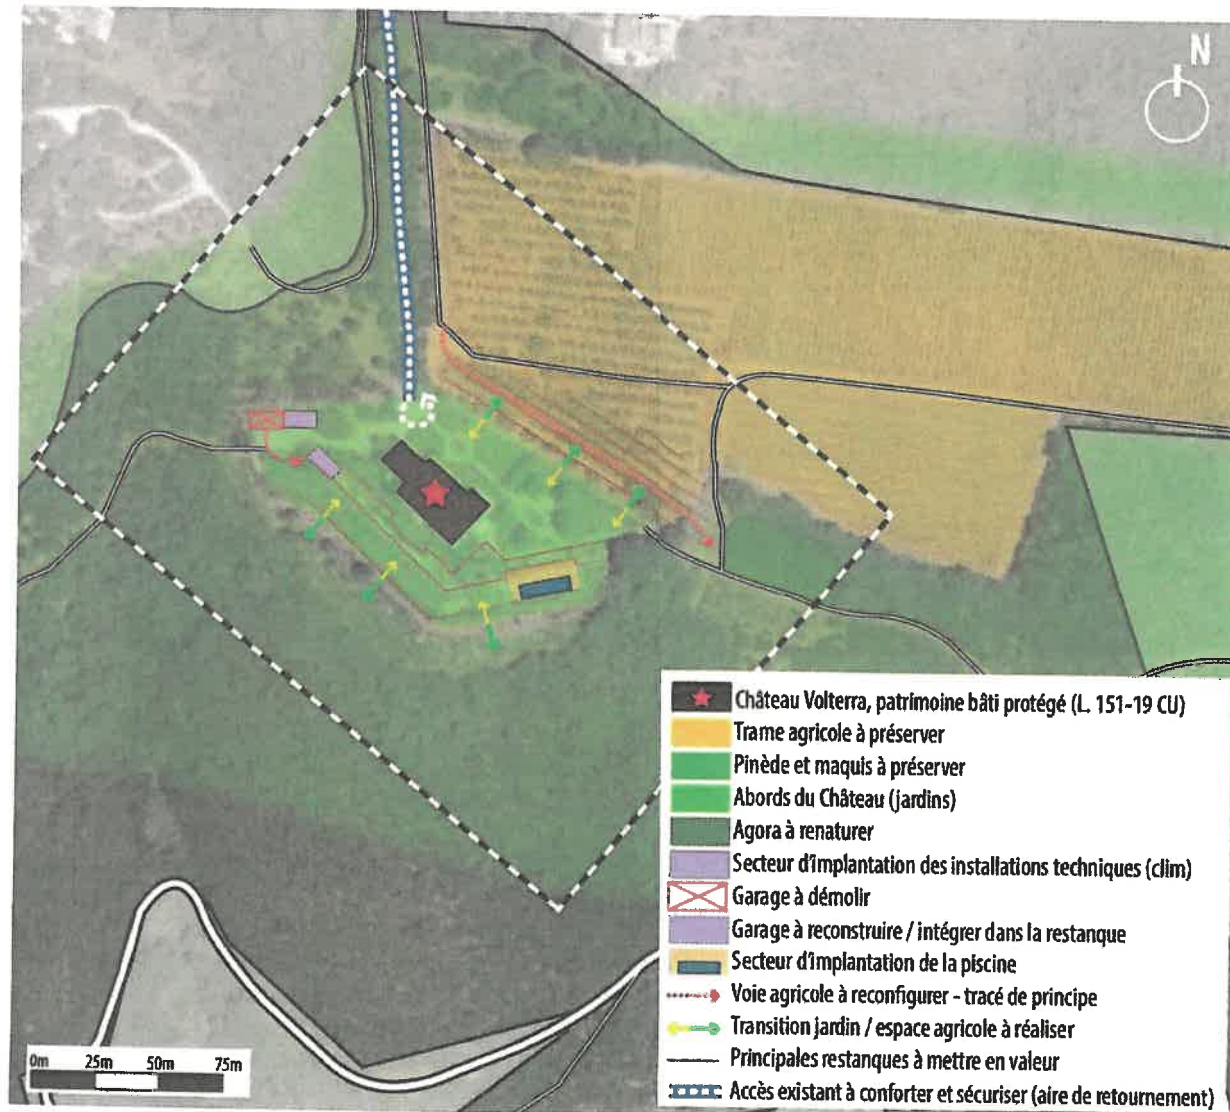 N
Château Volterra, patrimoine bâti protégé (L. 151-19 CU)
Trame agricole à préserver
Pinède et maquis à préserver
Abords du Château (jardins)
Agora à renaturer
Secteur d'implantation des installations techniques (clim)
Garage à démolir
Garage à reconstruire / intégrer dans la restanque
Secteur d'implantation de la piscine
Voie agricole à reconfigurer - tracé de principe
Transition jardin / espace agricole à réaliser
Principales restanques à mettre en valeur
Accès existant à conforter et sécuriser (aire de retournement)
0m 25m 50m 75m